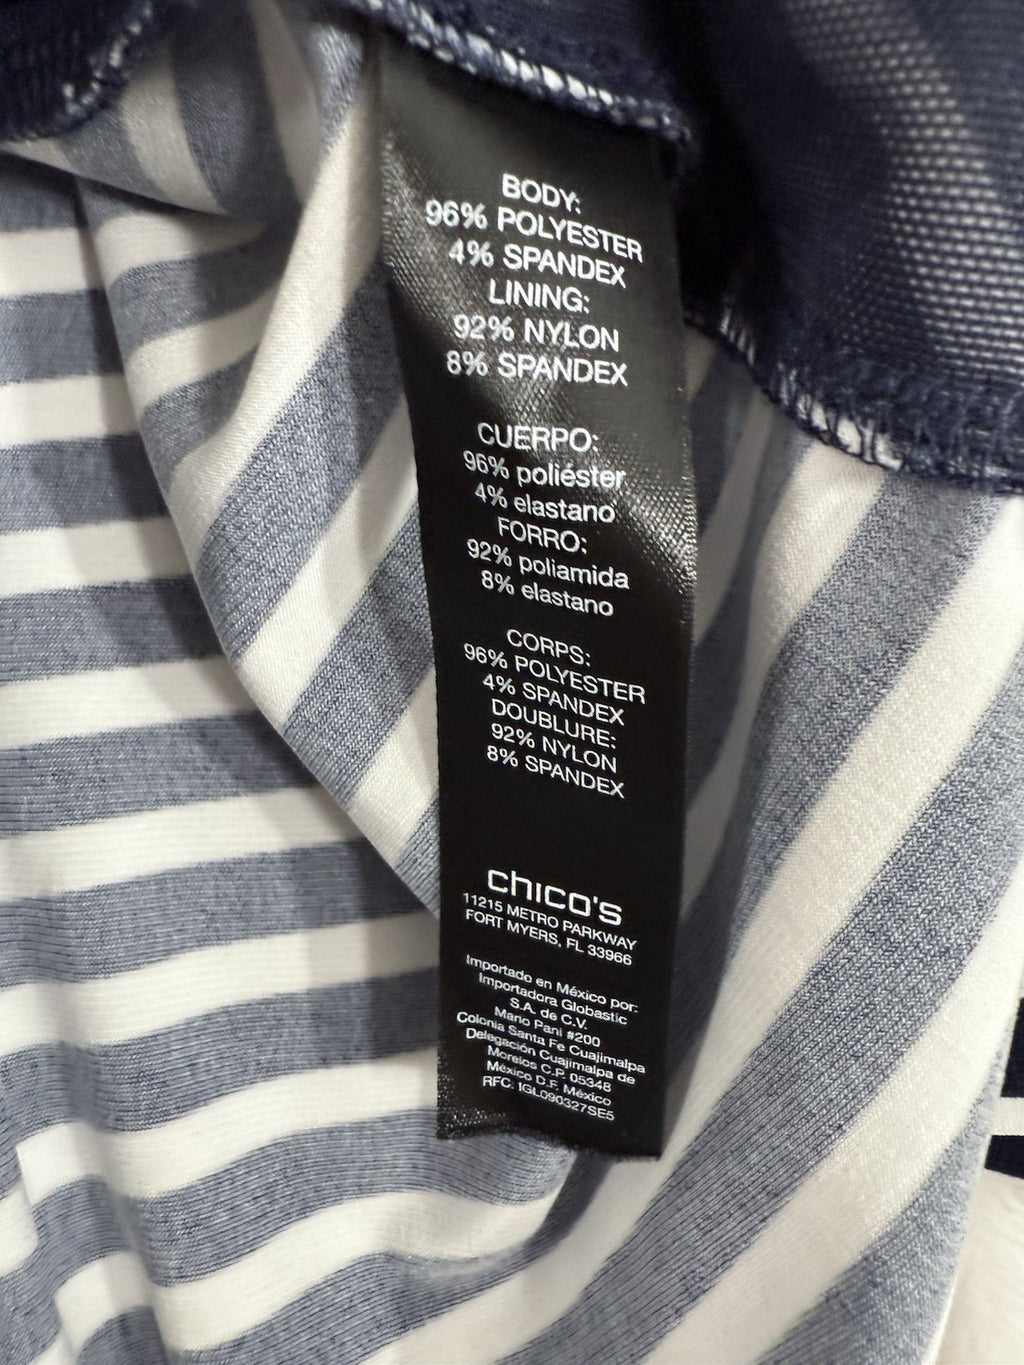 BODY:
96% POLYESTER
4% SPANDEX
LINING:
92% NYLON
8% SPANDEX
CUERPO:
96% poliéster
4% elastano
FORRO:
92% poliamida
8% elastano
CORPS:
96% POLYESTER
4% SPANDEX
DOUBLURE:
92% NYLON
8% SPANDEX
chico's
11215 METRO PARKWAY
FORT MYERS, FL 33966
Importado en México por:
Importadora Globastic
S.A. de C.V.
Mario Pani #200
Colonia Santa Fe Cuajimalpa
Delegación Cuajimalpa de
Morelos C.P. 05348
México D.F. México
RFC: IGL090327SE5